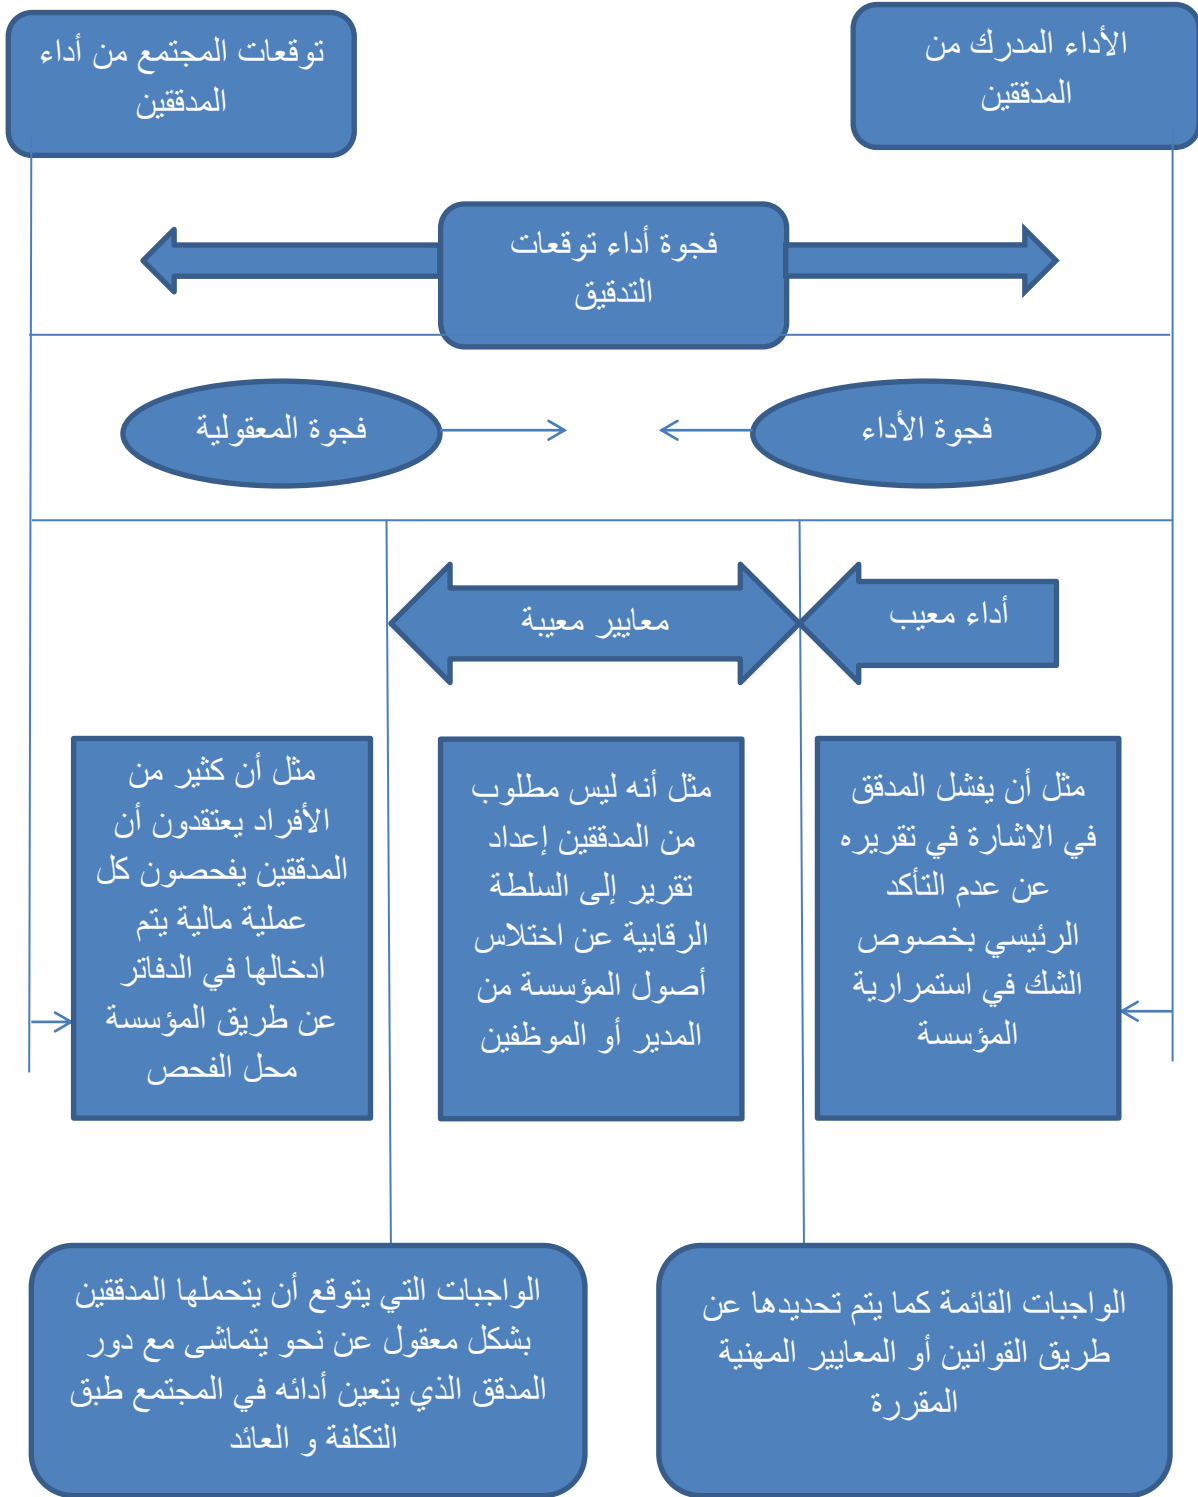 الأداء المدرك من
المدققين
توقعات المجتمع من أداء
المدققين
فجوة أداء توقعات
التدقيق
فجوة الأداء
فجوة المعقولية
أداء معيب
معايير معيبة
مثل أن يفشل المدقق
في الاشارة في تقريره
عن عدم التأكد
الرئيسي بخصوص
الشك في استمرارية
المؤسسة
مثل أنه ليس مطلوب
من المدققين إعداد
تقرير إلى السلطة
الرقابية عن اختلاس
أصول المؤسسة من
المدير أو الموظفين
مثل أن كثير من
الأفراد يعتقدون أن
المدققين يفحصون كل
عملية مالية يتم
ادخالها في الدفاتر
عن طريق المؤسسة
محل الفحص
الواجبات القائمة كما يتم تحديدها عن
طريق القوانين أو المعايير المهنية
المقررة
الواجبات التي يتوقع أن يتحملها المدققين
بشكل معقول عن نحو يتماشى مع دور
المدقق الذي يتعين أدائه في المجتمع طبق
التكلفة و العائد